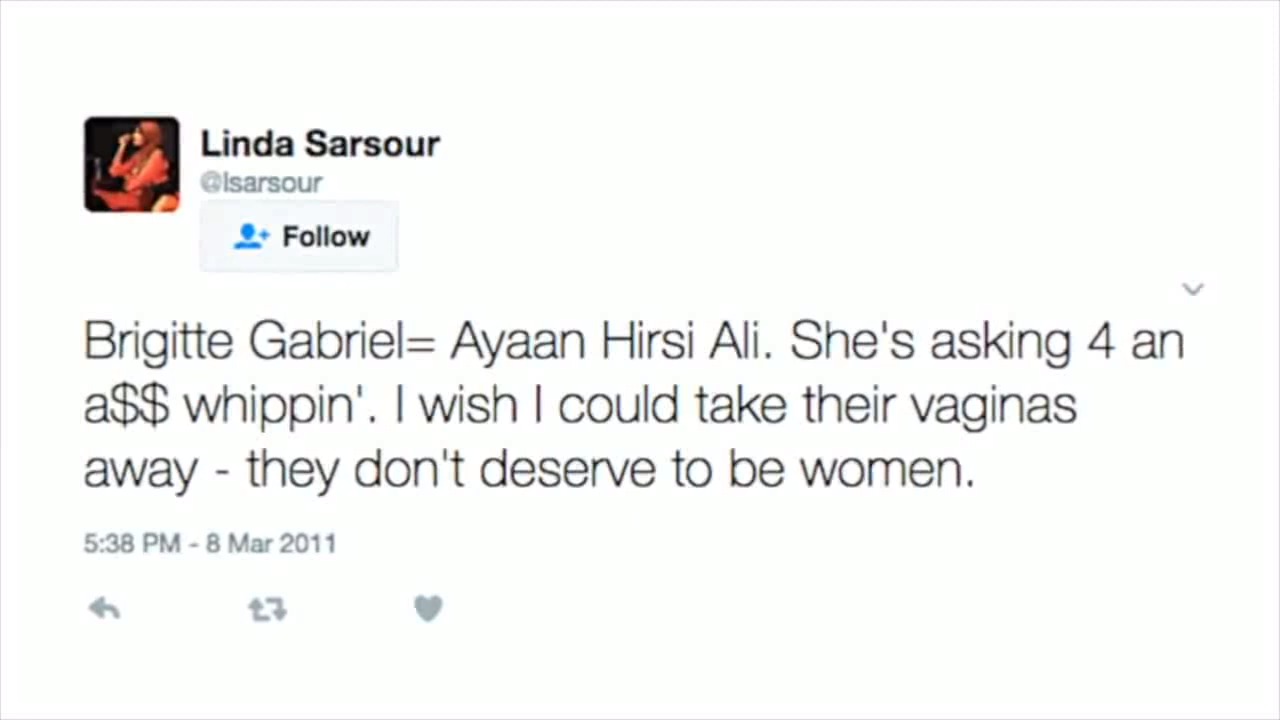 Linda Sarsour
@lsarsour
Follow
Brigitte Gabriel= Ayaan Hirsi Ali. She's asking 4 an
a$$ whippin'. I wish I could take their vaginas
away - they don't deserve to be women.
5:38 PM - 8 Mar 2011